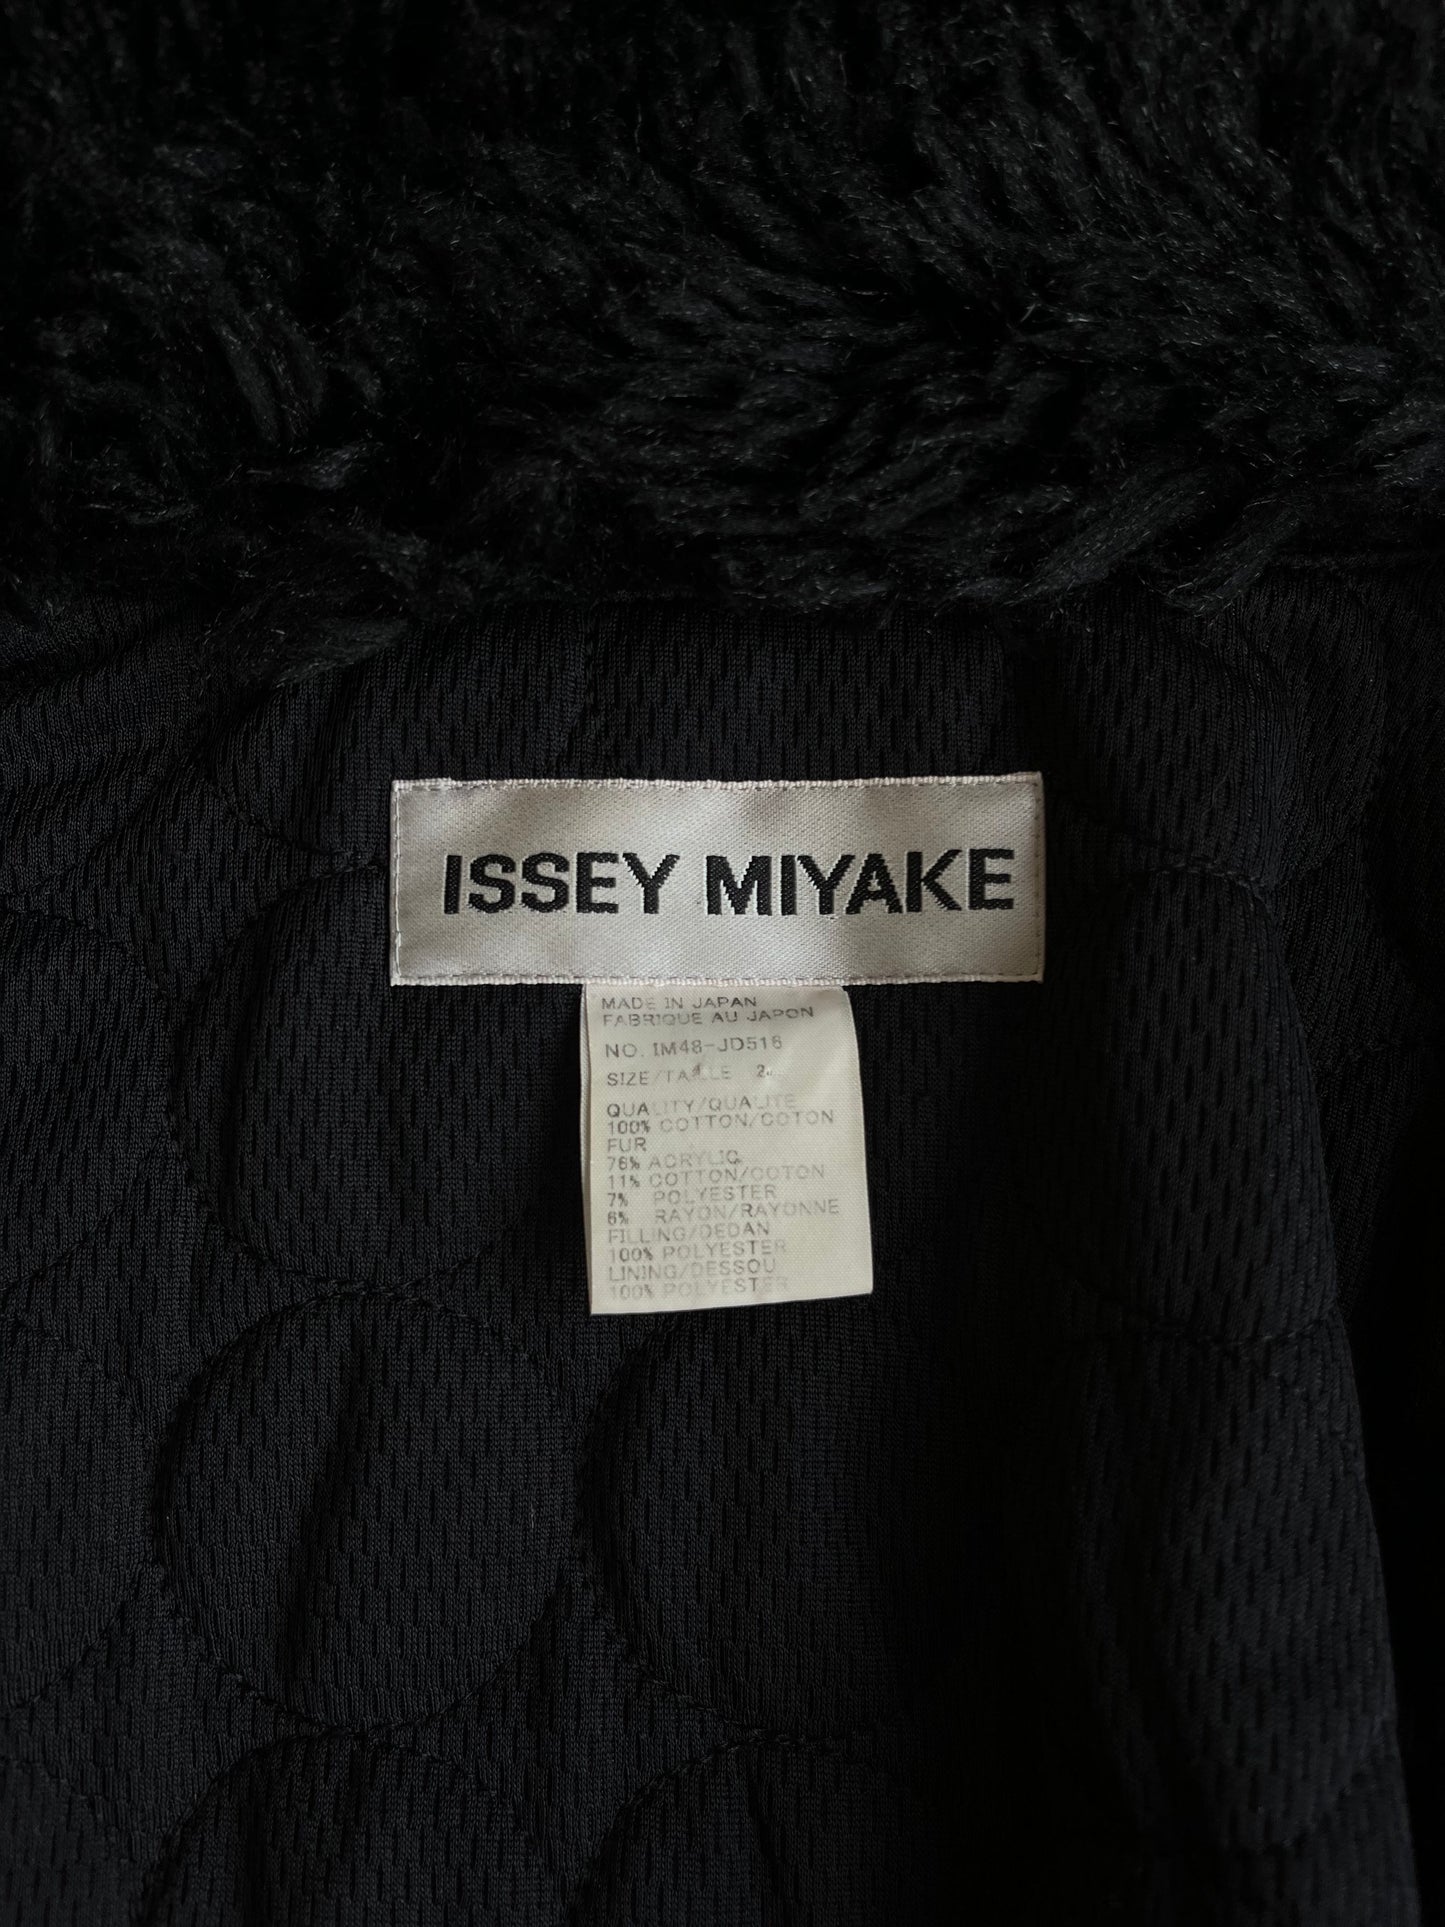 ISSEY MIYAKE
MADE IN JAPAN
FABRIQUE AU JAPON
NO. IM48-JD516
SIZE/TAILLE 2
QUALITY/QUALITE
100% COTTON/COTON
FUR
76% ACRYLIC
11% COTTON/COTON
7% POLYESTER
6% RAYON/RAYONNE
FILLING/DEDAN
100% POLYESTER
LINING/DESSOU
100% POLYESTER